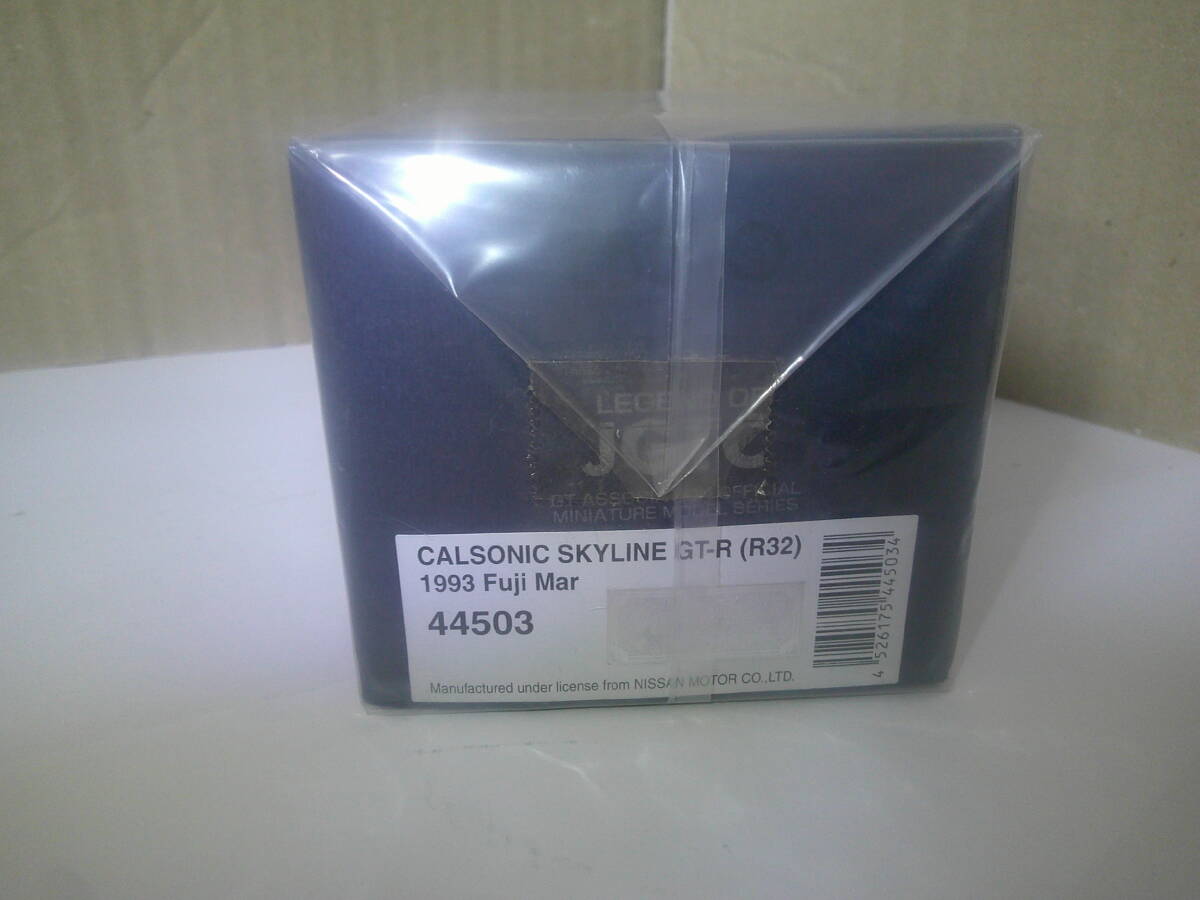 LEGEND OF
JGTC
GT ASSOCIATION OFFICIAL
MINIATURE MODEL SERIES
CALSONIC SKYLINE GT-R (R32)
1993 Fuji Mar
44503
Manufactured under license from NISSAN MOTOR CO.,LTD.
4 526175 445034